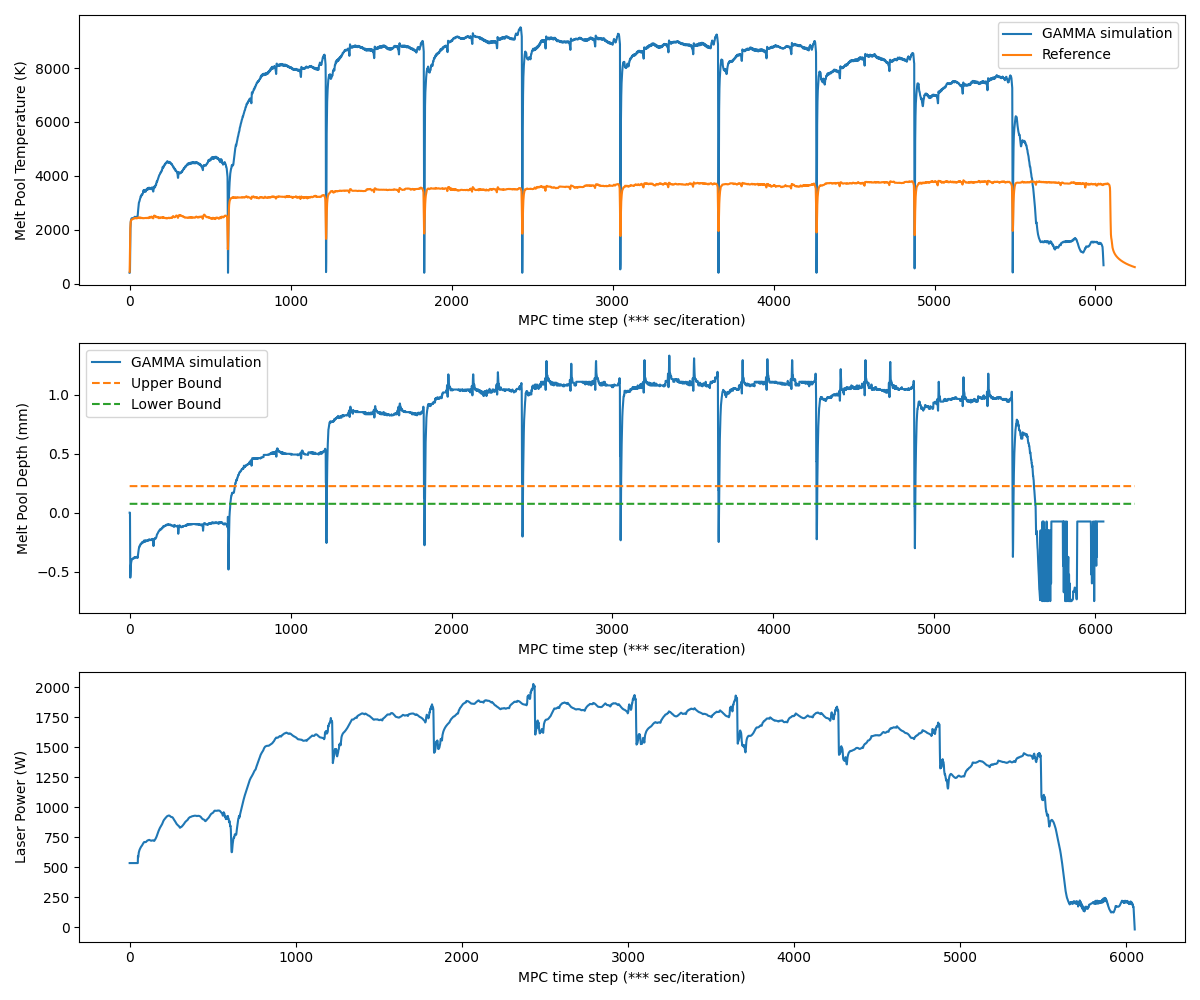 8000
6000
4000
2000
0
Melt Pool Temperature (K)
GAMMA simulation
Reference
0 1000 2000 3000 4000 5000 6000
MPC time step (*** sec/iteration)
1.0
0.5
0.0
−0.5
Melt Pool Depth (mm)
GAMMA simulation
Upper Bound
Lower Bound
0 1000 2000 3000 4000 5000 6000
MPC time step (*** sec/iteration)
2000
1750
1500
1250
1000
750
500
250
0
Laser Power (W)
0 1000 2000 3000 4000 5000 6000
MPC time step (*** sec/iteration)